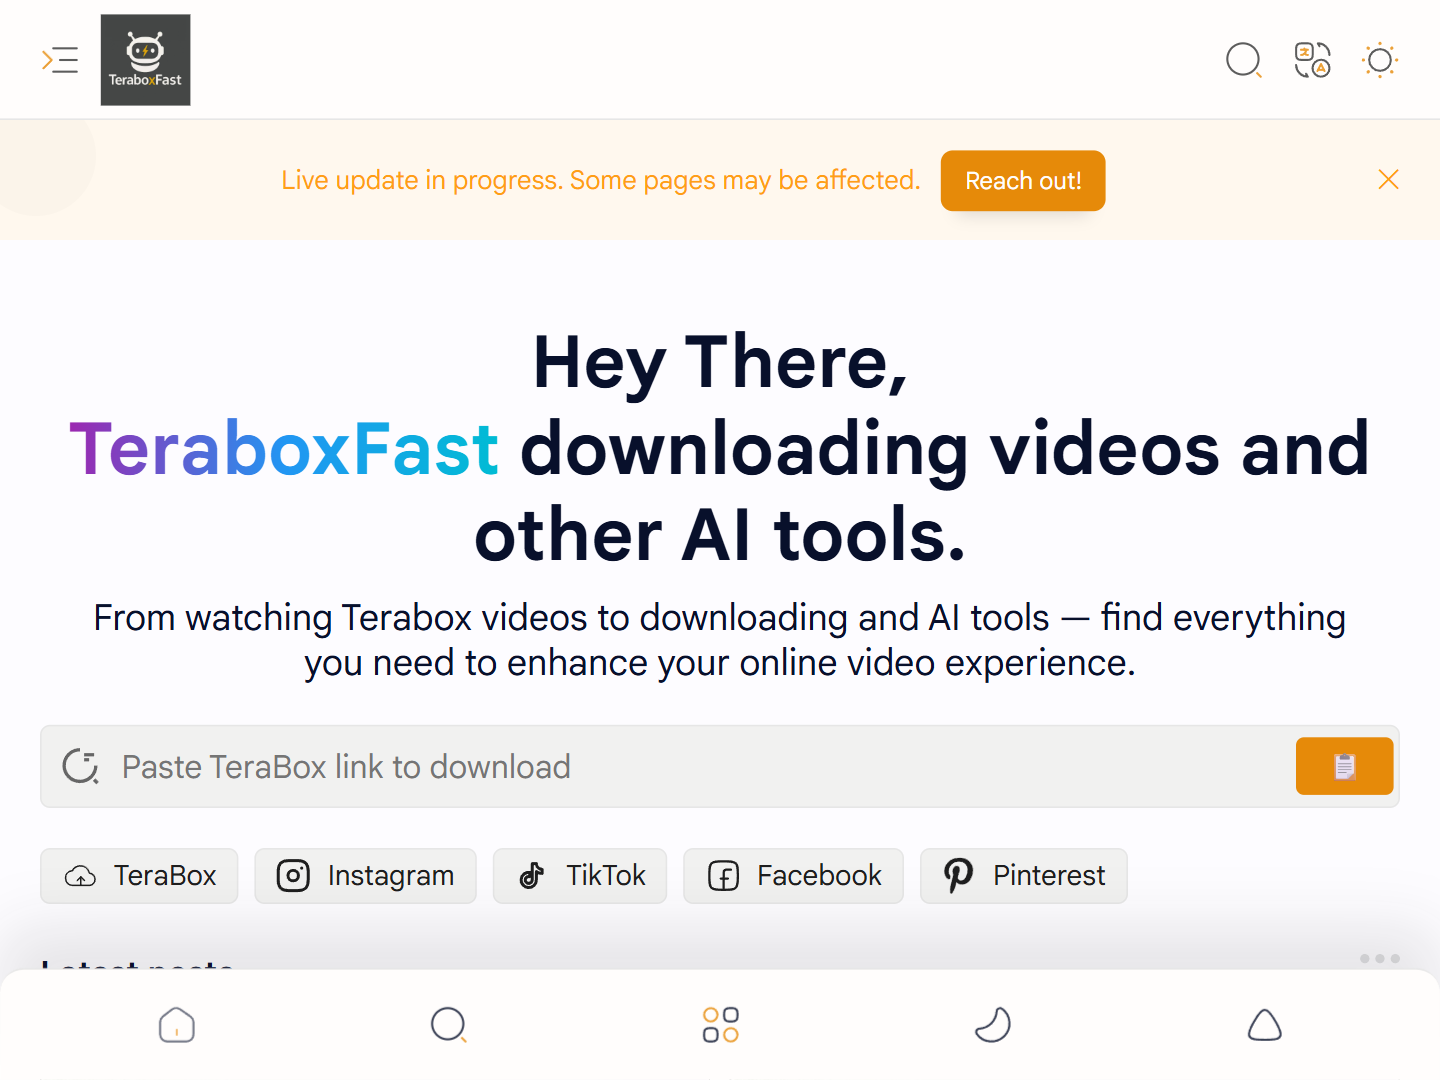 TeraboxFast
Live update in progress. Some pages may be affected.
Reach out!
Hey There,
TeraboxFast downloading videos and
other AI tools.
From watching Terabox videos to downloading and AI tools — find everything
you need to enhance your online video experience.
Paste TeraBox link to download
TeraBox
Instagram
TikTok
Facebook
Pinterest
Latest posts